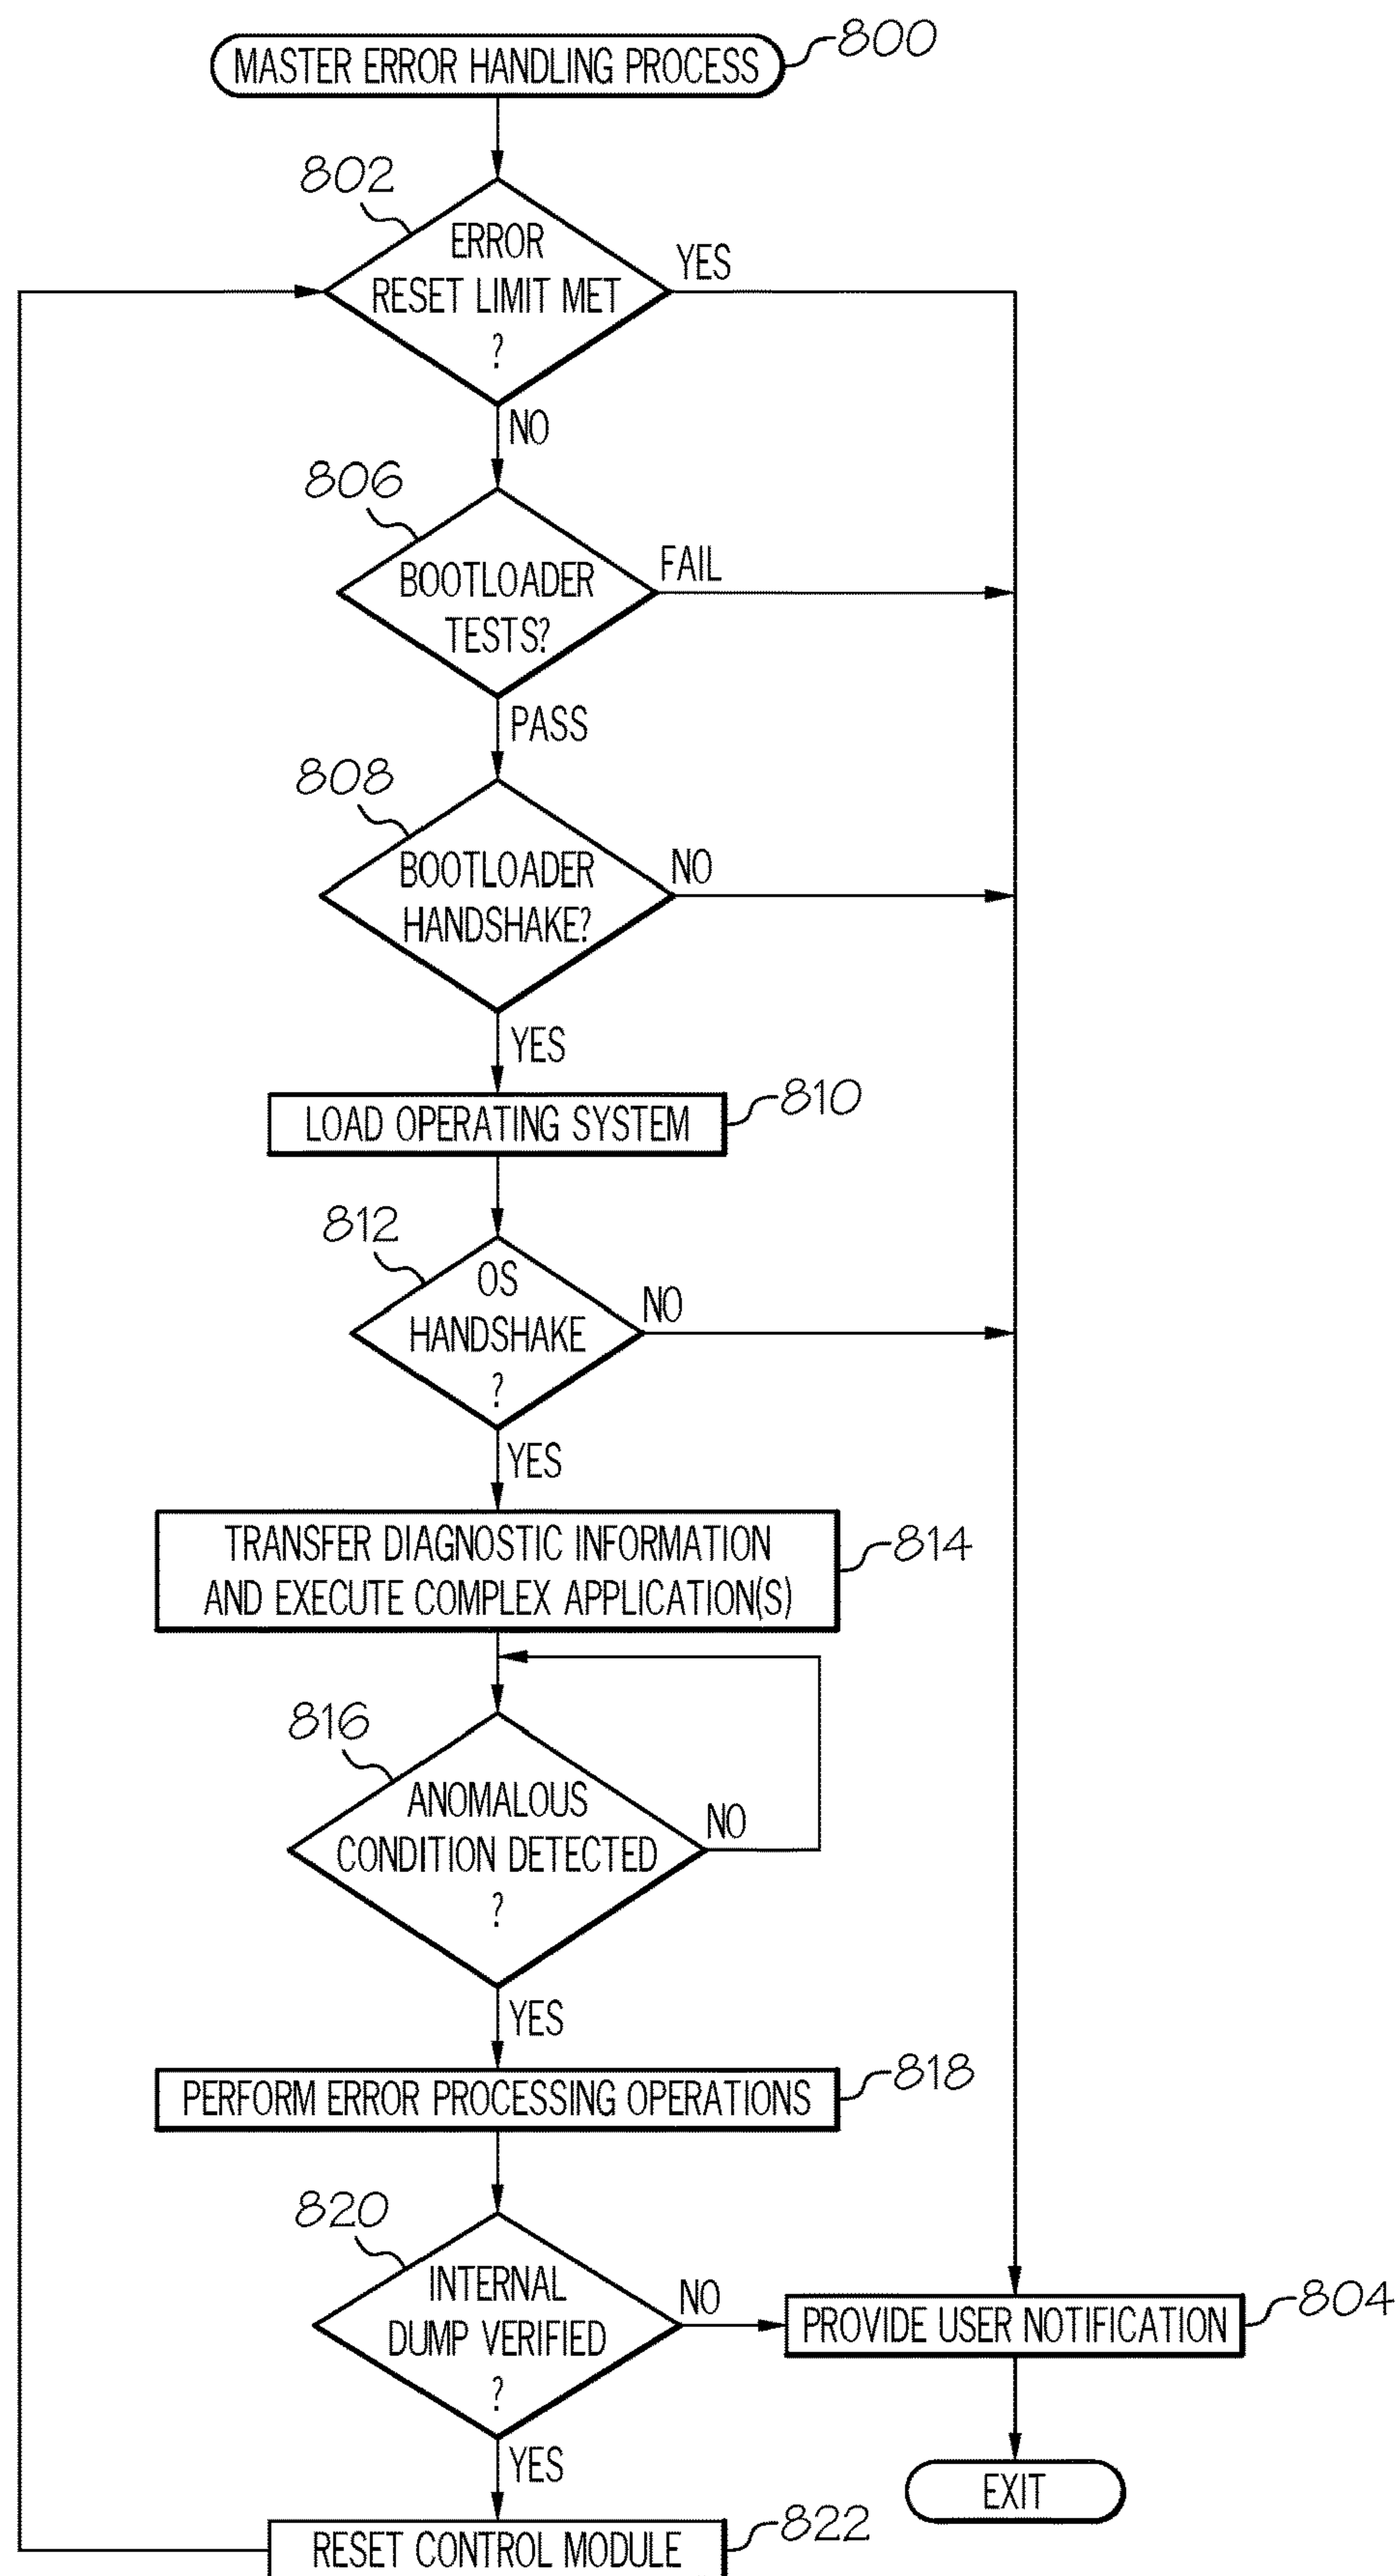 MASTER ERROR HANDLING PROCESS
800
802
ERROR
RESET LIMIT MET
?
YES
NO
806
BOOTLOADER
TESTS?
FAIL
PASS
808
BOOTLOADER
HANDSHAKE?
NO
YES
LOAD OPERATING SYSTEM
810
812
OS
HANDSHAKE
?
NO
YES
TRANSFER DIAGNOSTIC INFORMATION
AND EXECUTE COMPLEX APPLICATION(S)
814
816
ANOMALOUS
CONDITION DETECTED
?
NO
YES
PERFORM ERROR PROCESSING OPERATIONS
818
820
INTERNAL
DUMP VERIFIED
?
NO
YES
PROVIDE USER NOTIFICATION
804
EXIT
RESET CONTROL MODULE
822